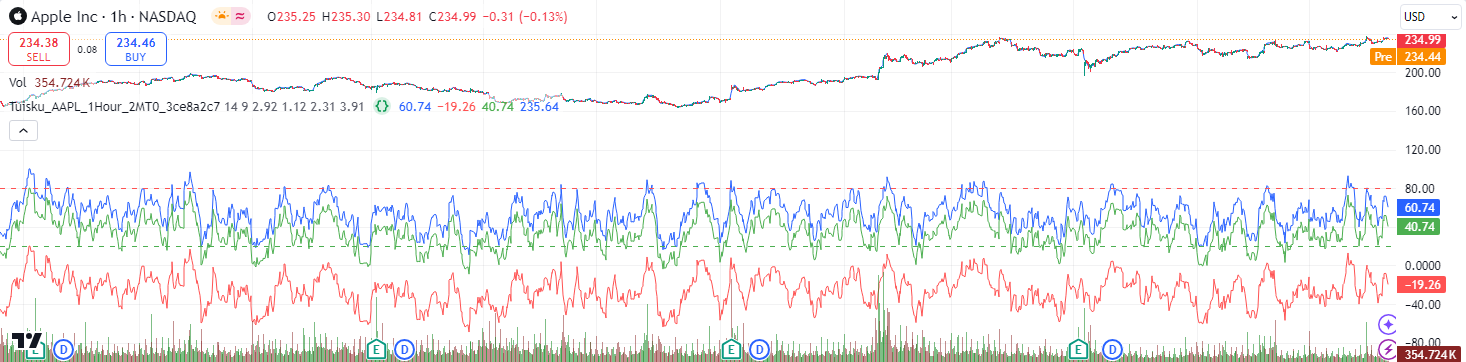 Apple Inc · 1h · NASDAQ O235.25 H235.30 L234.81 C234.99 −0.31 (−0.13%)
USD
234.38 SELL
0.08
234.46 BUY
234.99
Pre 234.44
Vol 354.724K
200.00
Tuisku_AAPL_1Hour_2MT0_3ce8a2c7 14 9 2.92 1.12 2.31 3.91 60.74 −19.26 40.74 235.64
160.00
120.00
80.00
60.74
40.74
0.0000
−19.26
−40.00
−80.00
E D E D E D E D
354.724K